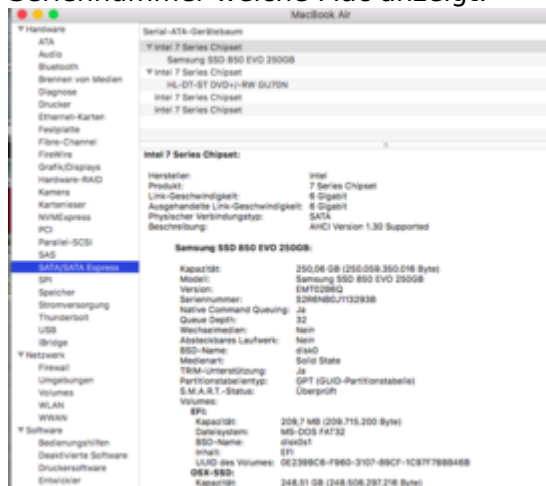 Seriennummer welche Mac anzeigt:
MacBook Air
Hardware
ATA
Audio
Bluetooth
Brennen von Medien
Diagnose
Drucker
Ethernet-Karten
Festplatte
Fibre-Channel
FireWire
Grafik/Displays
Hardware-RAID
Kamera
Kartenleser
NVMExpress
PCI
Parallel-SCSI
SAS
SATA/SATA Express
SPI
Speicher
Stromversorgung
Thunderbolt
USB
iBridge
Netzwerk
Firewall
Umgebungen
Volumes
WLAN
WWAN
Software
Bedienungshilfen
Deaktivierte Software
Druckersoftware
Entwickler
Serial-ATA-Gerätebaum
Intel 7 Series Chipset
Samsung SSD 850 EVO 250GB
Intel 7 Series Chipset
HL-DT-ST DVD+/-RW GU70N
Intel 7 Series Chipset
Intel 7 Series Chipset
Intel 7 Series Chipset:
Hersteller: Intel
Produkt: 7 Series Chipset
Link-Geschwindigkeit: 6 Gigabit
Ausgehandelte Link-Geschwindigkeit: 6 Gigabit
Physischer Verbindungstyp: SATA
Beschreibung: AHCI Version 1.30 Supported
Samsung SSD 850 EVO 250GB:
Kapazität: 250,06 GB (250.059.350.016 Byte)
Modell: Samsung SSD 850 EVO 250GB
Version: EMT02B6Q
Seriennummer:
Native Command Queuing: Ja
Queue Depth: 32
Wechselmedien: Nein
Absteckbares Laufwerk: Nein
BSD-Name: disk0
Medienart: Solid State
TRIM-Unterstützung: Ja
Partitionstabellentyp: GPT (GUID-Partitionstabelle)
S.M.A.R.T.-Status: Überprüft
Volumes:
EFI:
Kapazität: 209,7 MB (209.715.200 Byte)
Dateisystem: MS-DOS FAT32
BSD-Name: disk0s1
Inhalt: EFI
UUID des Volumes:
OSX-SSD:
Kapazität: 248,51 GB (248.508.297.216 Byte)